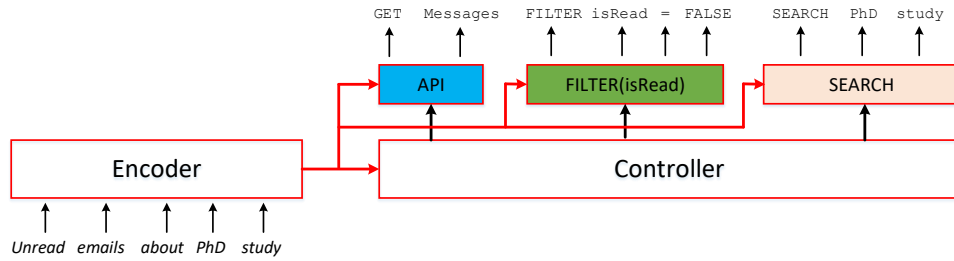 GET Messages FILTER isRead = FALSE SEARCH PhD study
API FILTER(isRead) SEARCH
Encoder Controller
Unread emails about PhD study